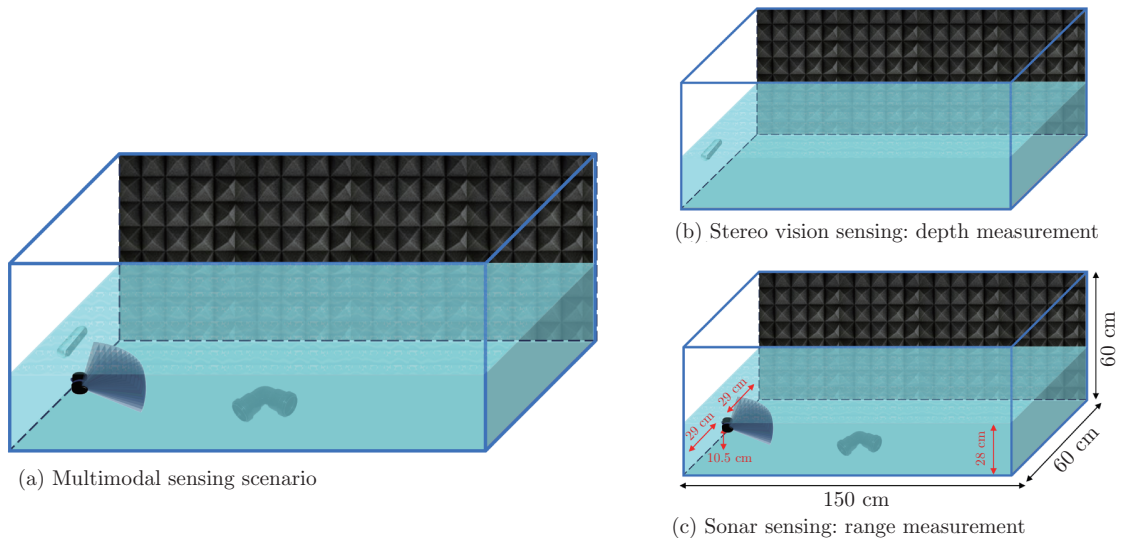 (a) Multimodal sensing scenario
(b) Stereo vision sensing: depth measurement
29 cm
29 cm
10.5 cm
28 cm
60 cm
60 cm
150 cm
(c) Sonar sensing: range measurement